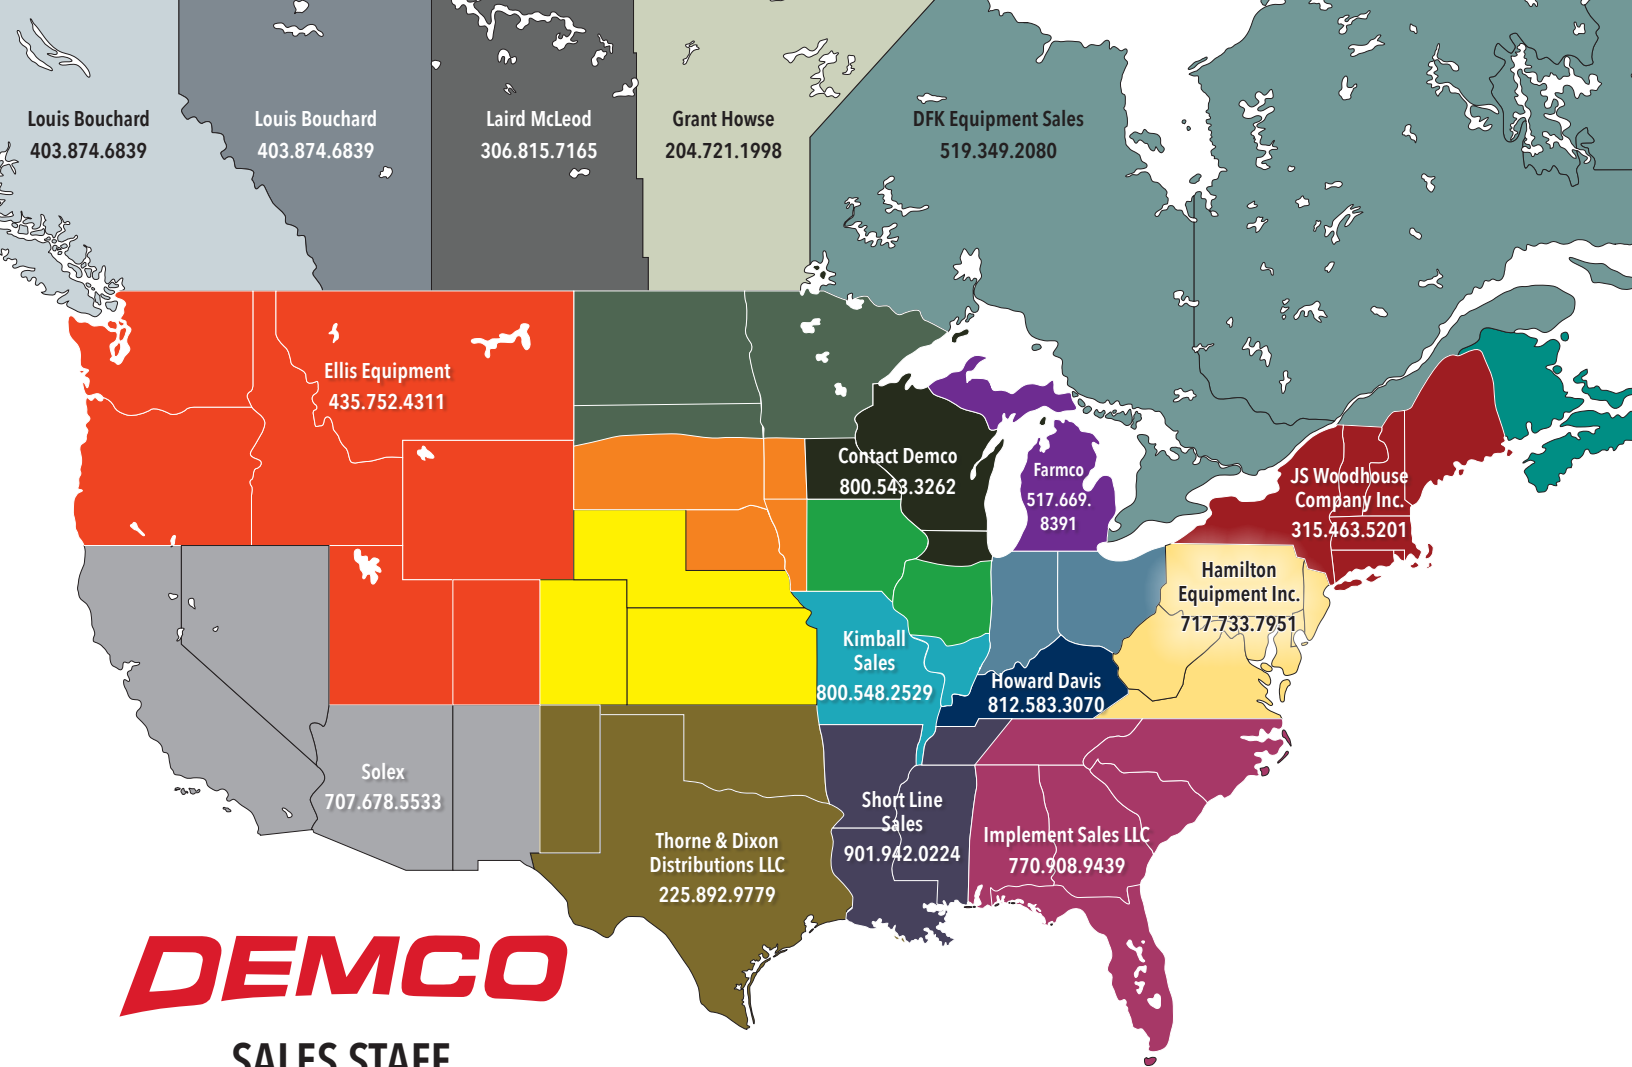 Louis Bouchard
403.874.6839
Louis Bouchard
403.874.6839
Laird McLeod
306.815.7165
Grant Howse
204.721.1998
DFK Equipment Sales
519.349.2080
Ellis Equipment
435.752.4311
Contact Demco
800.543.3262
Farmco
517.669.
8391
JS Woodhouse
Company Inc.
315.463.5201
Hamilton
Equipment Inc.
717.733.7951
Kimball
Sales
800.548.2529
Howard Davis
812.583.3070
Solex
707.678.5533
Thorne & Dixon
Distributions LLC
225.892.9779
Short Line
Sales
901.942.0224
Implement Sales LLC
770.908.9439
DEMCO
SALES STAFF